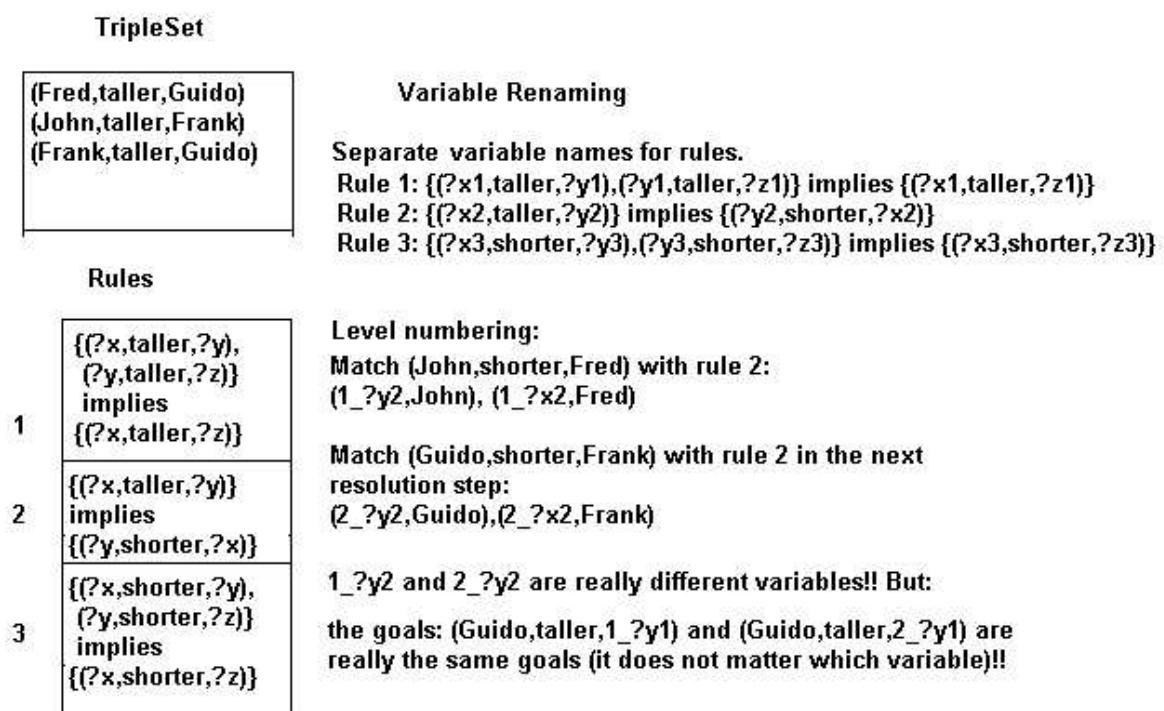 TripleSet
(Fred,taller,Guido)
(John,taller,Frank)
(Frank,taller,Guido)
Variable Renaming
Separate variable names for rules.
Rule 1: {(?x1,taller,?y1),(?y1,taller,?z1)} implies {(?x1,taller,?z1)}
Rule 2: {(?x2,taller,?y2)} implies {(?y2,shorter,?x2)}
Rule 3: {(?x3,shorter,?y3),(?y3,shorter,?z3)} implies {(?x3,shorter,?z3)}
Rules
1
{(?x,taller,?y),
(?y,taller,?z)}
implies
{(?x,taller,?z)}
2
{(?x,taller,?y)}
implies
{(?y,shorter,?x)}
3
{(?x,shorter,?y),
(?y,shorter,?z)}
implies
{(?x,shorter,?z)}
Level numbering:
Match (John,shorter,Fred) with rule 2:
(1_?y2,John), (1_?x2,Fred)
Match (Guido,shorter,Frank) with rule 2 in the next
resolution step:
(2_?y2,Guido),(2_?x2,Frank)
1_?y2 and 2_?y2 are really different variables!! But:
the goals: (Guido,taller,1_?y1) and (Guido,taller,2_?y1) are
really the same goals (it does not matter which variable)!!